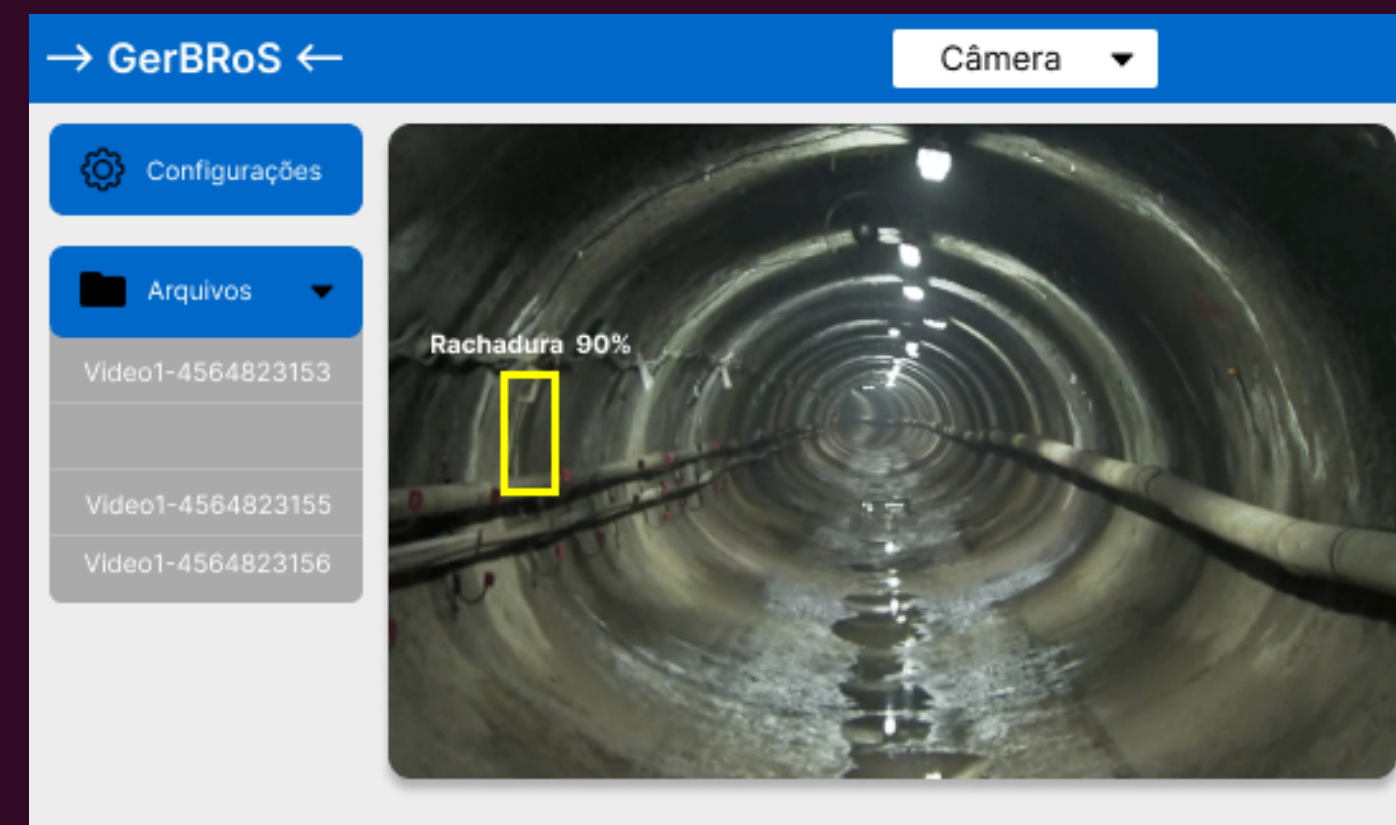 → GerBRoS ←
Câmera
Configurações
Arquivos
Video1-4564823153
Video1-4564823155
Video1-4564823156
Rachadura 90%